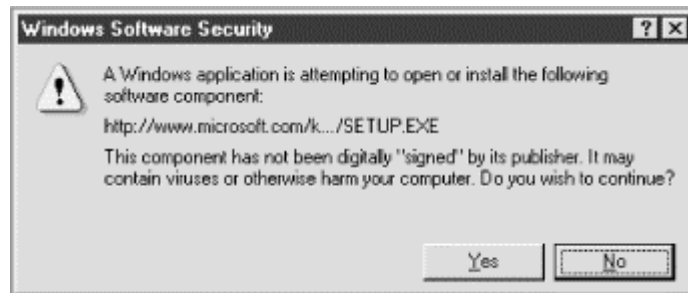 Windows Software Security
A Windows application is attempting to open or install the following
software component:
http://www.microsoft.com/k.../SETUP.EXE
This component has not been digitally "signed" by its publisher. It may
contain viruses or otherwise harm your computer. Do you wish to continue?
Yes No